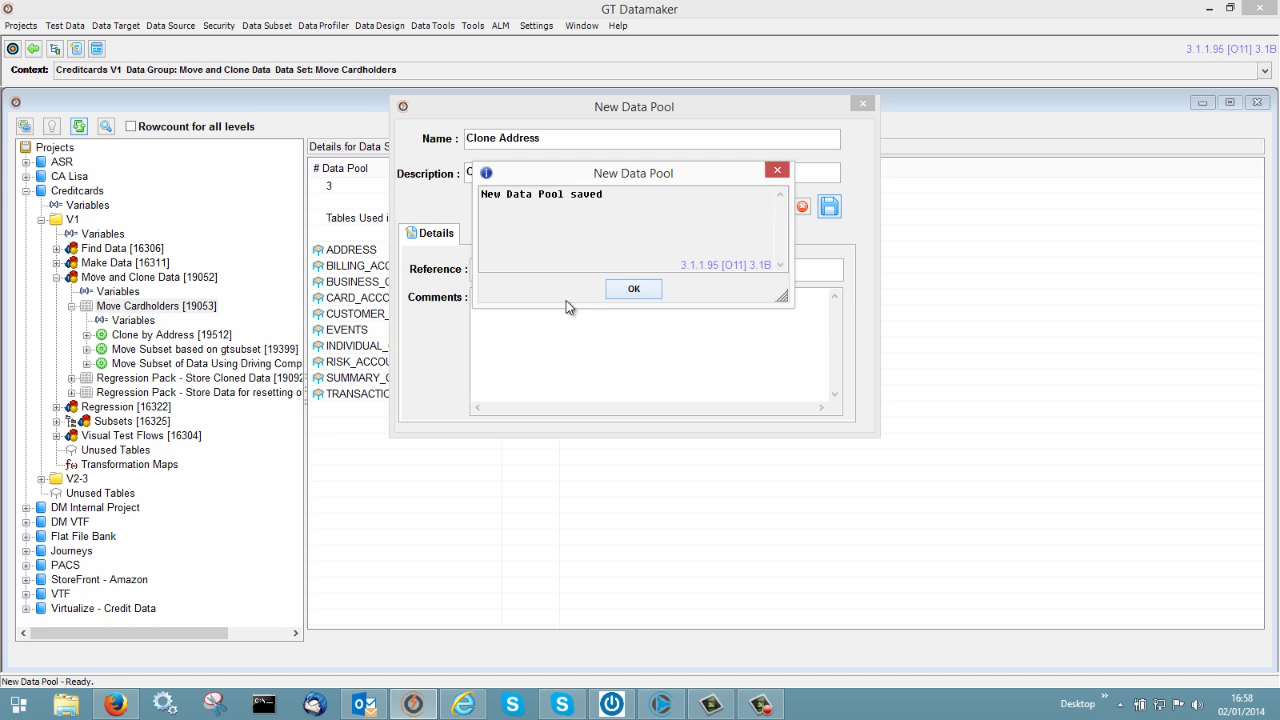 GT Datamaker
Projects Test Data Data Target Data Source Security Data Subset Data Profiler Data Design Data Tools Tools ALM Settings Window Help
3.1.1.95 [O11] 3.1B
Context: Creditcards V1 Data Group: Move and Clone Data Data Set: Move Cardholders
Rowcount for all levels
Projects
ASR
CA Lisa
Creditcards
Variables
V1
Variables
Find Data [16306]
Make Data [16311]
Move and Clone Data [19052]
Variables
Move Cardholders [19053]
Variables
Clone by Address [19512]
Move Subset based on gtsubset [19399]
Move Subset of Data Using Driving Comp
Regression Pack - Store Cloned Data [19092
Regression Pack - Store Data for resetting o
Regression [16322]
Subsets [16325]
Visual Test Flows [16304]
Unused Tables
Transformation Maps
V2-3
Unused Tables
DM Internal Project
DM VTF
Flat File Bank
Journeys
PACS
StoreFront - Amazon
VTF
Virtualize - Credit Data
Details for Data S
# Data Pool
3
Tables Used i
ADDRESS
BILLING_ACC
BUSINESS_
CARD_ACCO
CUSTOMER_
EVENTS
INDIVIDUAL_
RISK_ACCOU
SUMMARY_
TRANSACTIO
New Data Pool
Name : Clone Address
Description :
Details
Reference :
Comments :
New Data Pool
New Data Pool saved
3.1.1.95 [O11] 3.1B
OK
New Data Pool - Ready.
Desktop
16:58
02/01/2014